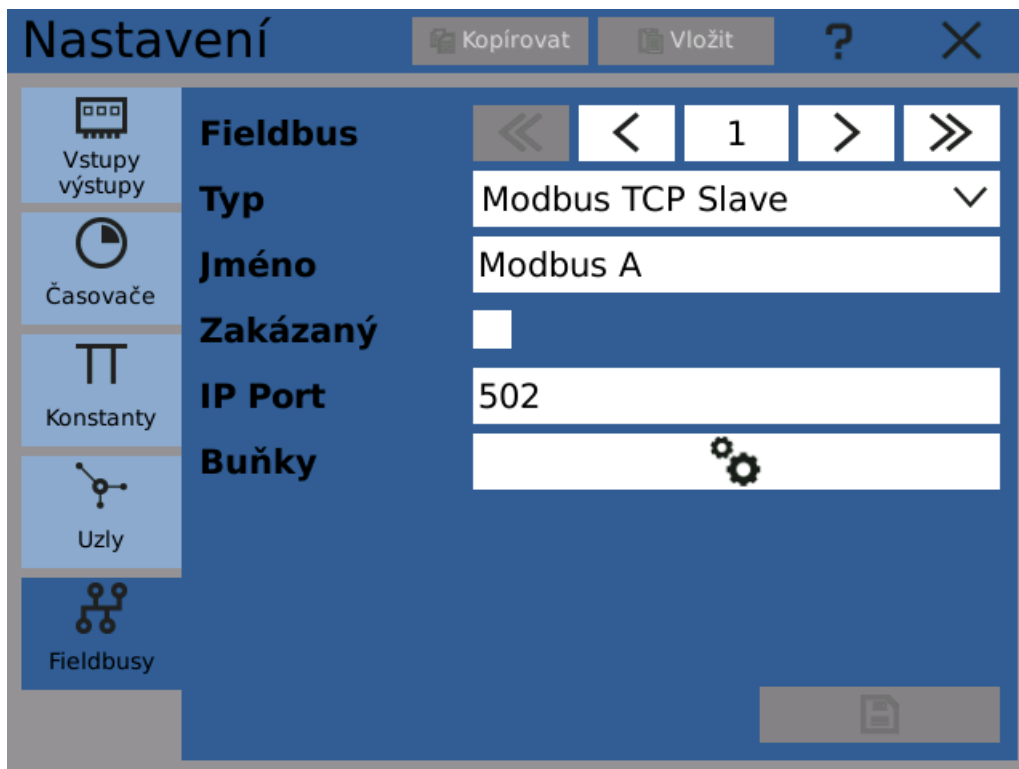 Nastavení
Kopírovat
Vložit
?
Vstupy
výstupy
Časovače
Konstanty
Uzly
Fieldbusy
Fieldbus
1
Typ
Modbus TCP Slave
Jméno
Modbus A
Zakázaný
IP Port
502
Buňky